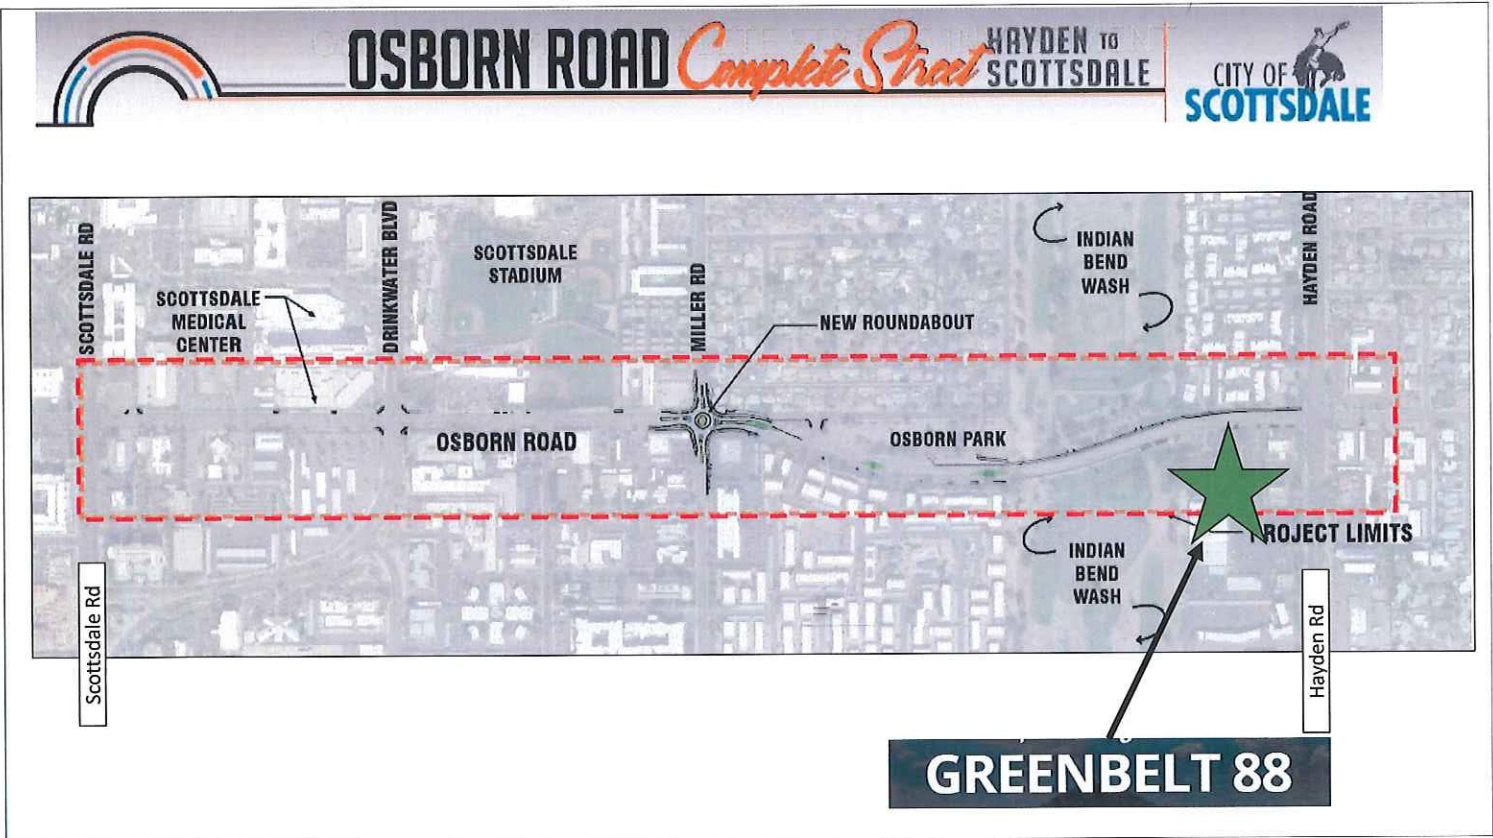 OSBORN ROAD Complete Street HAYDEN TO
SCOTTSDALE
CITY OF
SCOTTSDALE
SCOTTSDALE RD
DRINKWATER BLVD
SCOTTSDALE
STADIUM
MILLER RD
INDIAN
BEND
WASH
HAYDEN ROAD
SCOTTSDALE
MEDICAL
CENTER
NEW ROUNDABOUT
OSBORN ROAD
OSBORN PARK
ROJECT LIMITS
INDIAN
BEND
WASH
Scottsdale Rd
Hayden Rd
GREENBELT 88